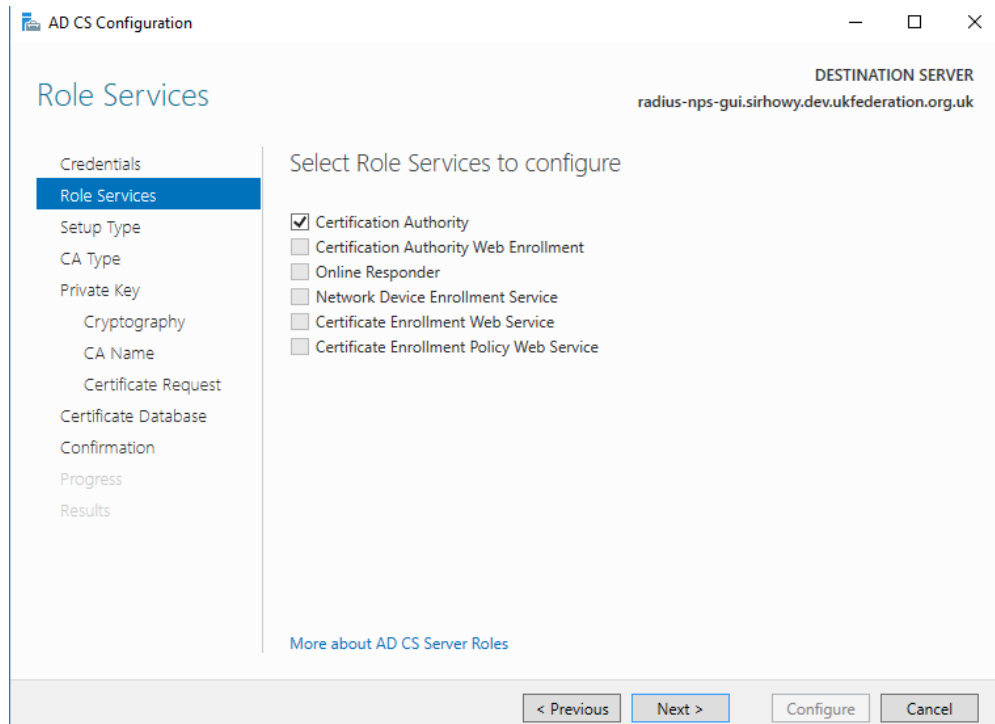 AD CS Configuration
Role Services
DESTINATION SERVER
radius-nps-gui.sirhowy.dev.ukfederation.org.uk
Credentials
Role Services
Setup Type
CA Type
Private Key
Cryptography
CA Name
Certificate Request
Certificate Database
Confirmation
Progress
Results
Select Role Services to configure
Certification Authority
Certification Authority Web Enrollment
Online Responder
Network Device Enrollment Service
Certificate Enrollment Web Service
Certificate Enrollment Policy Web Service
More about AD CS Server Roles
< Previous
Next >
Configure
Cancel